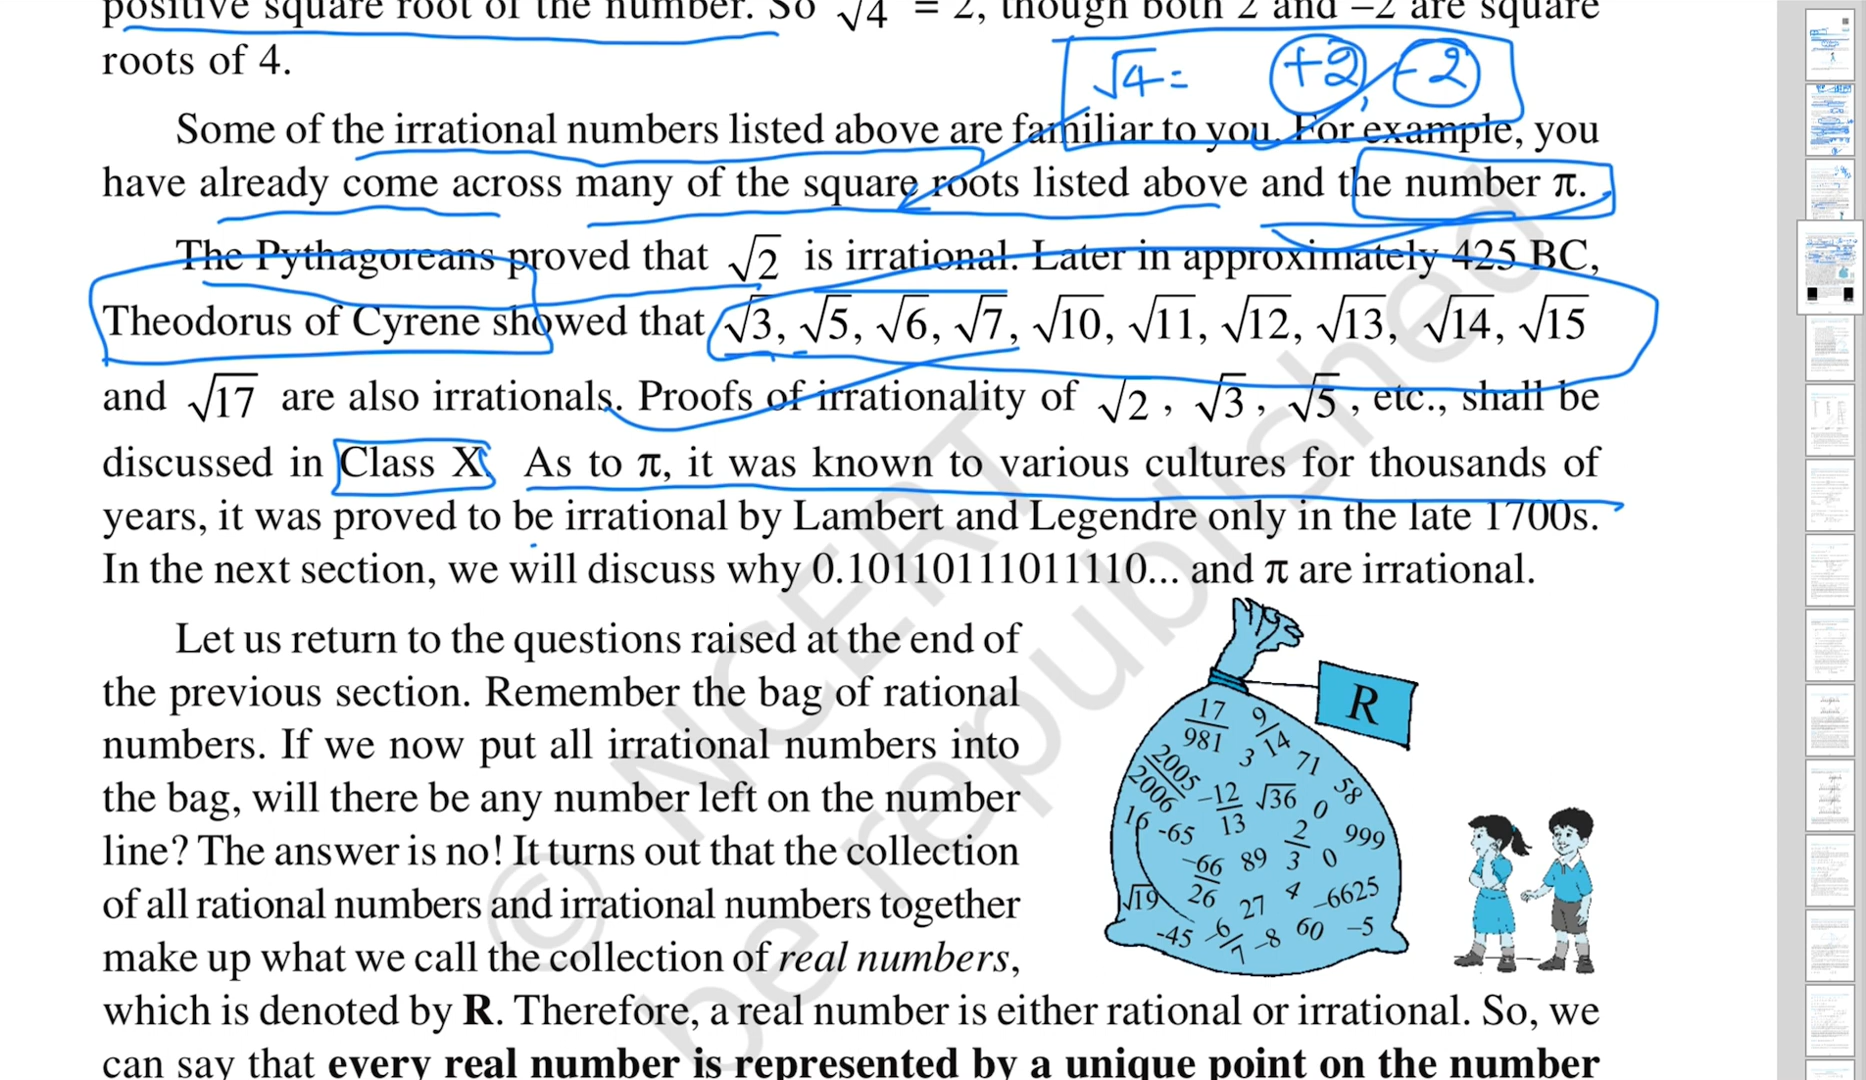 positive square root of the number. So √4 = 2, though both 2 and –2 are square
roots of 4.
√4 = +2, -2
Some of the irrational numbers listed above are familiar to you. For example, you
have already come across many of the square roots listed above and the number π.
The Pythagoreans proved that √2 is irrational. Later in approximately 425 BC,
Theodorus of Cyrene showed that √3, √5, √6, √7, √10, √11, √12, √13, √14, √15
and √17 are also irrationals. Proofs of irrationality of √2, √3, √5, etc., shall be
discussed in Class X. As to π, it was known to various cultures for thousands of
years, it was proved to be irrational by Lambert and Legendre only in the late 1700s.
In the next section, we will discuss why 0.10110111011110... and π are irrational.
Let us return to the questions raised at the end of
the previous section. Remember the bag of rational
numbers. If we now put all irrational numbers into
the bag, will there be any number left on the number
line? The answer is no! It turns out that the collection
of all rational numbers and irrational numbers together
make up what we call the collection of real numbers,
which is denoted by R. Therefore, a real number is either rational or irrational. So, we
can say that every real number is represented by a unique point on the number
R
17/981 9/14
3 71 58
2005/2006 -12/13 √36 0
16 -65 2/3 999
-66/26 89 0
√19 27 4 -6625
-45 6/7 -8 60 -5
© NCERT
be republished